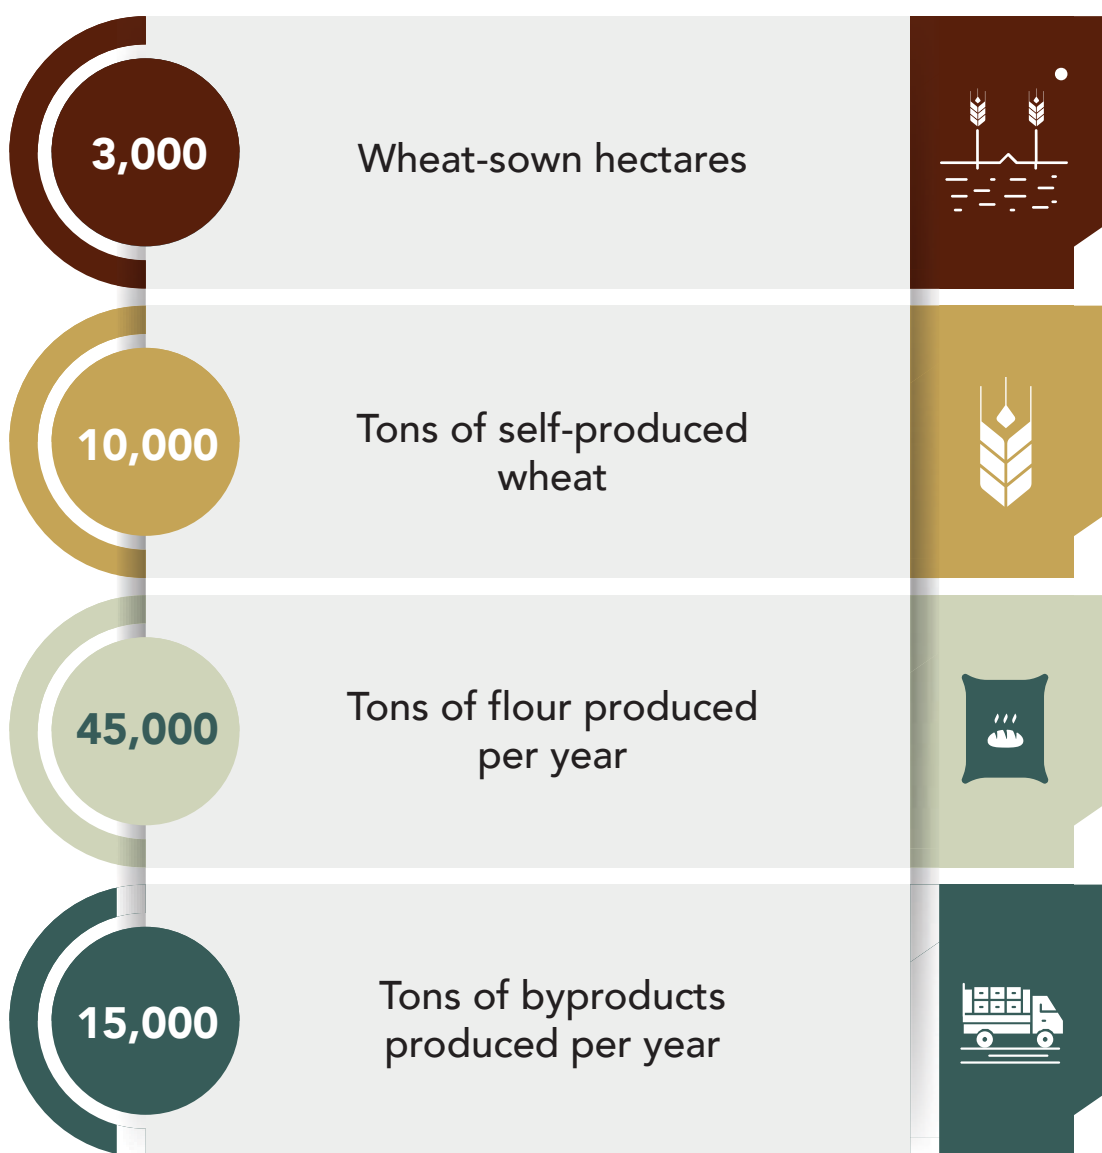 3,000
Wheat-sown hectares
10,000
Tons of self-produced
wheat
45,000
Tons of flour produced
per year
15,000
Tons of byproducts
produced per year